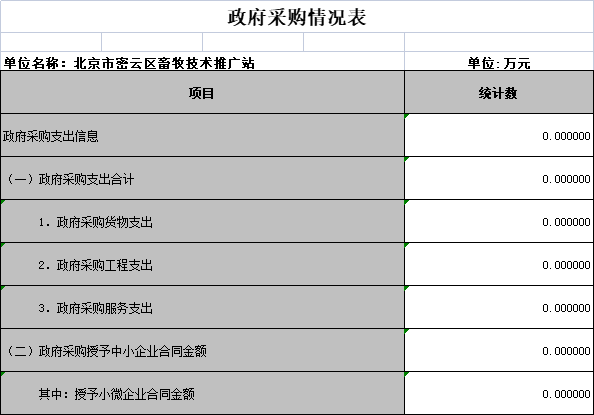 政府采购情况表
单位名称：北京市密云区畜牧技术推广站 单位:万元
项目 统计数
政府采购支出信息 0.000000
（一）政府采购支出合计 0.000000
1．政府采购货物支出 0.000000
2．政府采购工程支出 0.000000
3．政府采购服务支出 0.000000
（二）政府采购授予中小企业合同金额 0.000000
其中：授予小微企业合同金额 0.000000